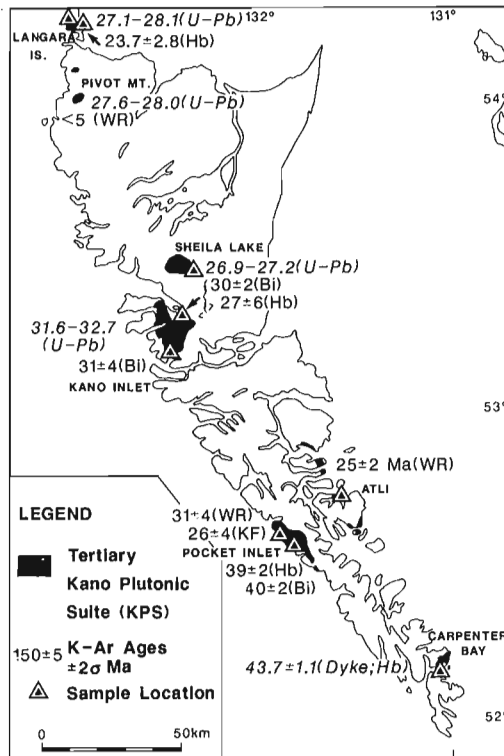 132°
131°
27.1-28.1(U-Pb)
LANGARA
IS.
23.7±2.8(Hb)
PIVOT MT.
27.6-28.0(U-Pb)
<5 (WR)
54°
SHEILA LAKE
26.9-27.2(U-Pb)
30±2(Bi)
27±6(Hb)
31.6-32.7
(U-Pb)
31±4(Bi)
KANO INLET
53°
25±2 Ma(WR)
ATLI
31±4(WR)
26±4(KF)
POCKET INLET
39±2(Hb)
40±2(Bi)
CARPENTER
BAY
43.7±1.1(Dyke;Hb)
52°
LEGEND
Tertiary
Kano Plutonic
Suite (KPS)
150±5 K-Ar Ages
±2σ Ma
Sample Location
0 50km